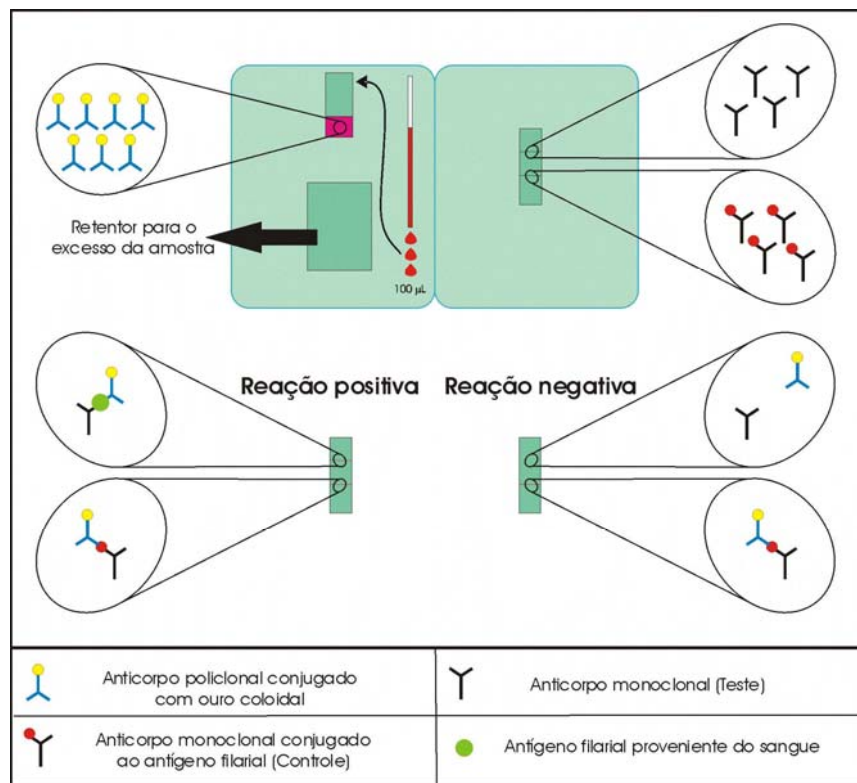 Retentor para o
excesso da amostra
100 µL
Reação positiva
Reação negativa
Anticorpo policlonal conjugado
com ouro coloidal
Anticorpo monoclonal (Teste)
Anticorpo monoclonal conjugado
ao antígeno filarial (Controle)
Antígeno filarial proveniente do sangue